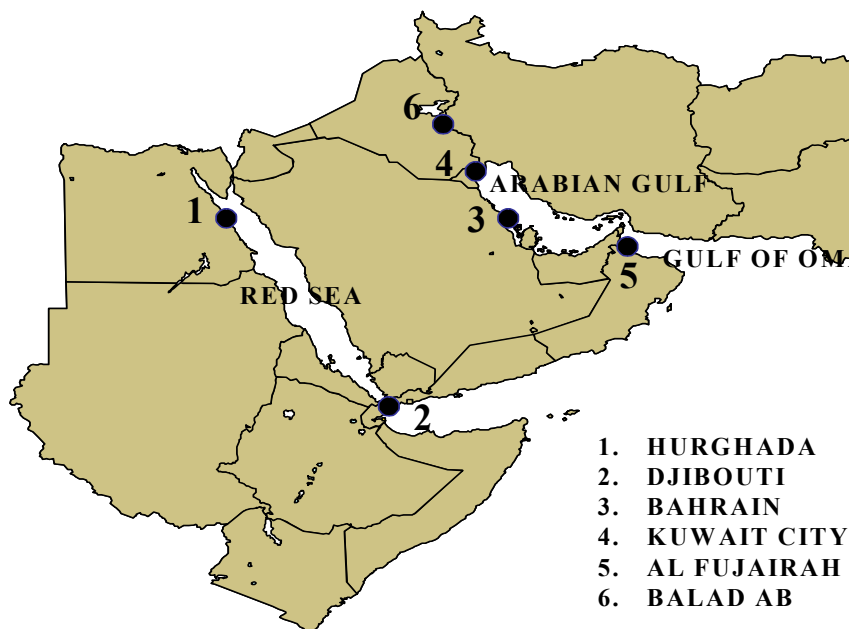 6
4
ARABIAN GULF
1
3
5
GULF OF OMA
RED SEA
2
1. HURGHADA
2. DJIBOUTI
3. BAHRAIN
4. KUWAIT CITY
5. AL FUJAIRAH
6. BALAD AB